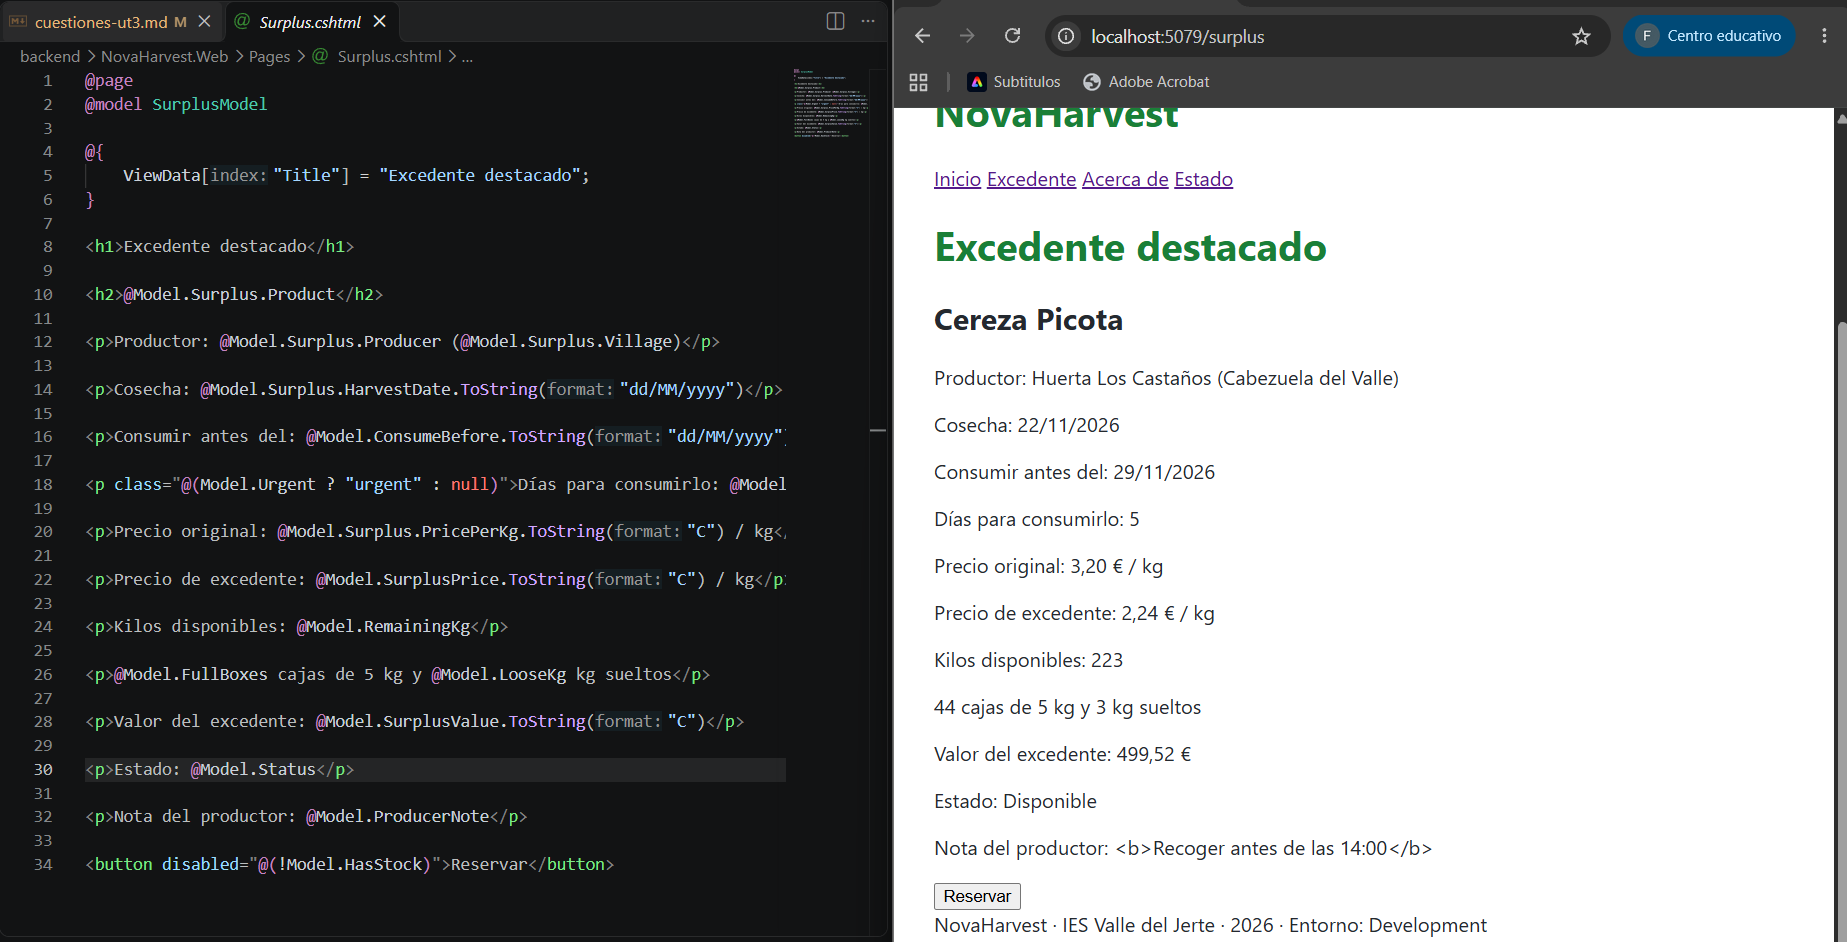 cuestiones-ut3.md M
Surplus.cshtml
backend > NovaHarvest.Web > Pages > Surplus.cshtml > ...
1 @page
2 @model SurplusModel
3
4 @{
5 ViewData[index: "Title"] = "Excedente destacado";
6 }
7
8 <h1>Excedente destacado</h1>
9
10 <h2>@Model.Surplus.Product</h2>
11
12 <p>Productor: @Model.Surplus.Producer (@Model.Surplus.Village)</p>
13
14 <p>Cosecha: @Model.Surplus.HarvestDate.ToString(format: "dd/MM/yyyy")</p>
15
16 <p>Consumir antes del: @Model.ConsumeBefore.ToString(format: "dd/MM/yyyy")
17
18 <p class="@(Model.Urgent ? "urgent" : null)">Días para consumirlo: @Model
19
20 <p>Precio original: @Model.Surplus.PricePerKg.ToString(format: "C") / kg</
21
22 <p>Precio de excedente: @Model.SurplusPrice.ToString(format: "C") / kg</p>
23
24 <p>Kilos disponibles: @Model.RemainingKg</p>
25
26 <p>@Model.FullBoxes cajas de 5 kg y @Model.LooseKg kg sueltos</p>
27
28 <p>Valor del excedente: @Model.SurplusValue.ToString(format: "C")</p>
29
30 <p>Estado: @Model.Status</p>
31
32 <p>Nota del productor: @Model.ProducerNote</p>
33
34 <button disabled="@(!Model.HasStock)">Reservar</button>
localhost:5079/surplus
F Centro educativo
Subtitulos Adobe Acrobat
NovaHarvest
Inicio Excedente Acerca de Estado
Excedente destacado
Cereza Picota
Productor: Huerta Los Castaños (Cabezuela del Valle)
Cosecha: 22/11/2026
Consumir antes del: 29/11/2026
Días para consumirlo: 5
Precio original: 3,20 € / kg
Precio de excedente: 2,24 € / kg
Kilos disponibles: 223
44 cajas de 5 kg y 3 kg sueltos
Valor del excedente: 499,52 €
Estado: Disponible
Nota del productor: <b>Recoger antes de las 14:00</b>
Reservar
NovaHarvest · IES Valle del Jerte · 2026 · Entorno: Development